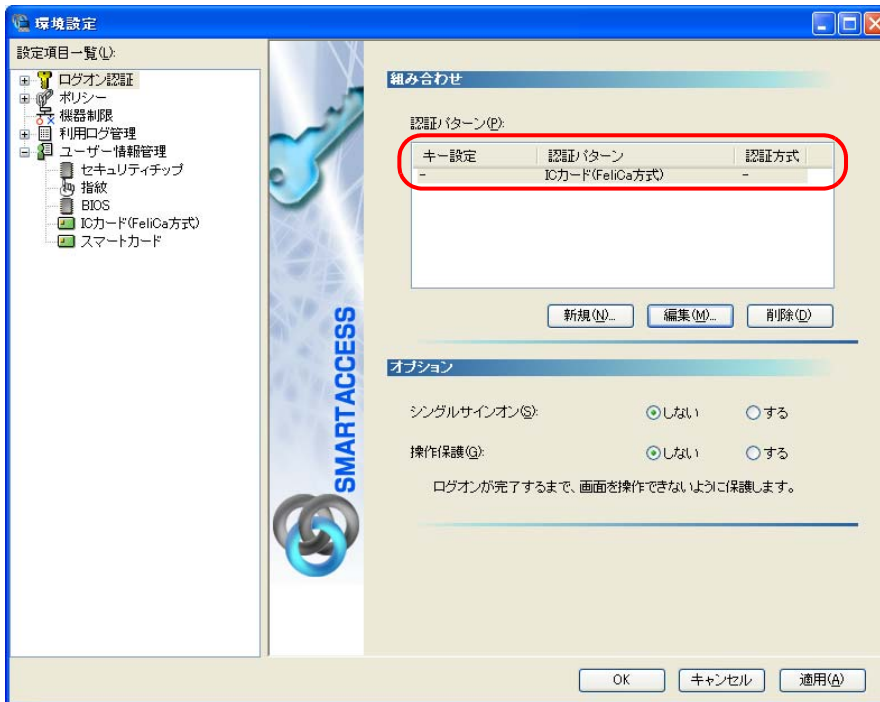 環境設定
設定項目一覧(L):
ログオン認証
ポリシー
機器制限
利用ログ管理
ユーザー情報管理
セキュリティチップ
指紋
BIOS
ICカード(FeliCa方式)
スマートカード
SMARTACCESS
組み合わせ
認証パターン(P):
キー設定 認証パターン 認証方式
- ICカード(FeliCa方式) -
新規(N)... 編集(M)... 削除(D)
オプション
シングルサインオン(S): しない する
操作保護(G): しない する
ログオンが完了するまで、画面を操作できないように保護します。
OK キャンセル 適用(A)